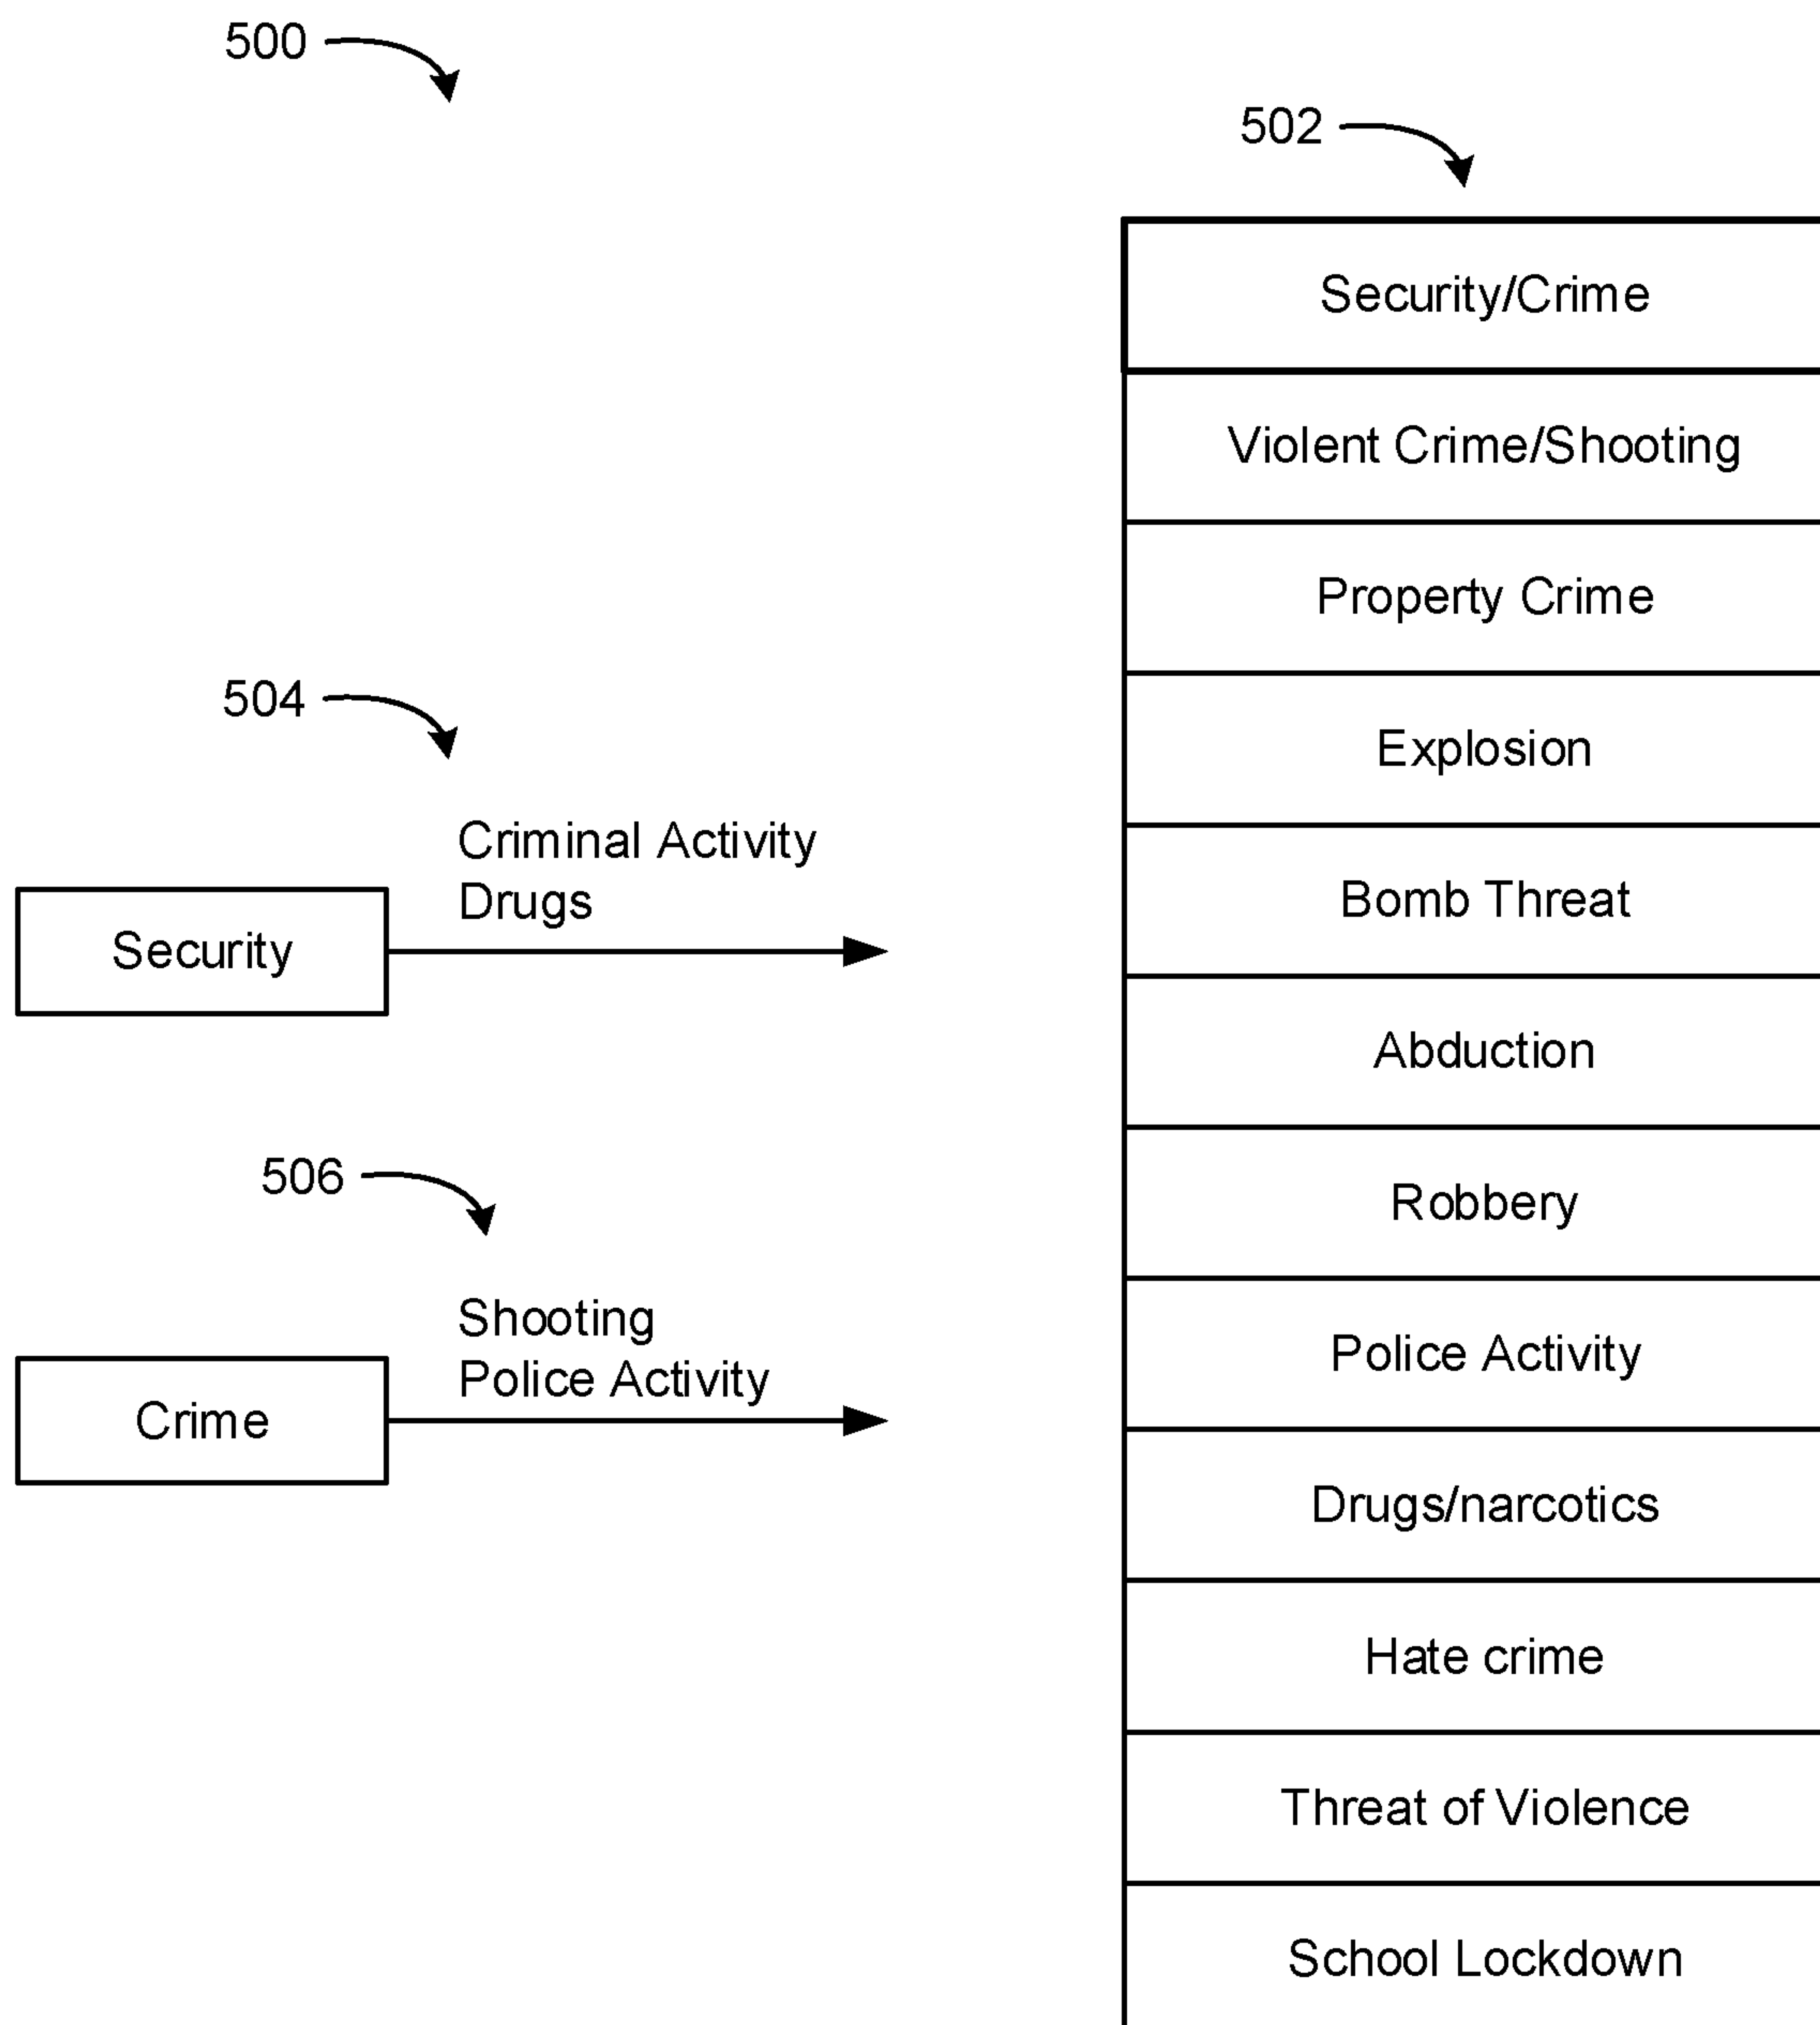 500
502
Security/Crime
Violent Crime/Shooting
Property Crime
Explosion
Bomb Threat
Abduction
Robbery
Police Activity
Drugs/narcotics
Hate crime
Threat of Violence
School Lockdown
504
Criminal Activity
Drugs
Security
506
Shooting
Police Activity
Crime